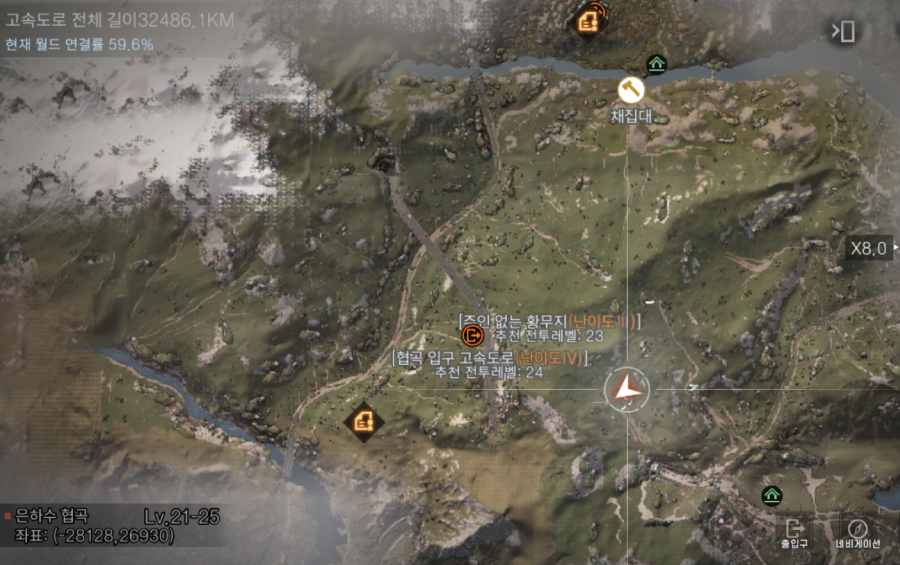 고속도로 전체 길이32486.1KM
현재 월드 연결률 59.6%
채집대
X8.0
[주인 없는 황무지(난이도III)]
추천 전투레벨: 23
[협곡 입구 고속도로(난이도IV)]
추천 전투레벨: 24
은하수 협곡 Lv.21-25
좌표: (-28128,26930)
출입구
네비게이션